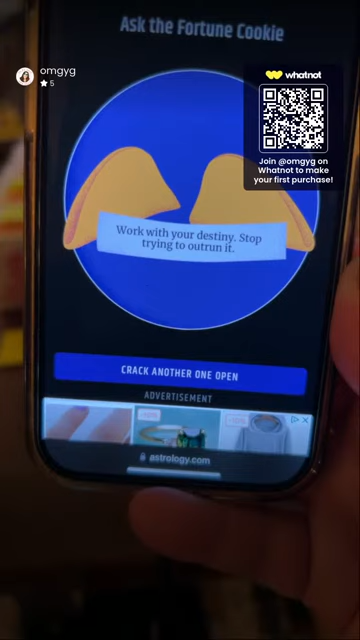 Ask the Fortune Cookie
omgyg
★ 5
whatnot
Join @omgyg on
Whatnot to make
your first purchase!
Work with your destiny. Stop
trying to outrun it.
CRACK ANOTHER ONE OPEN
ADVERTISEMENT
astrology.com